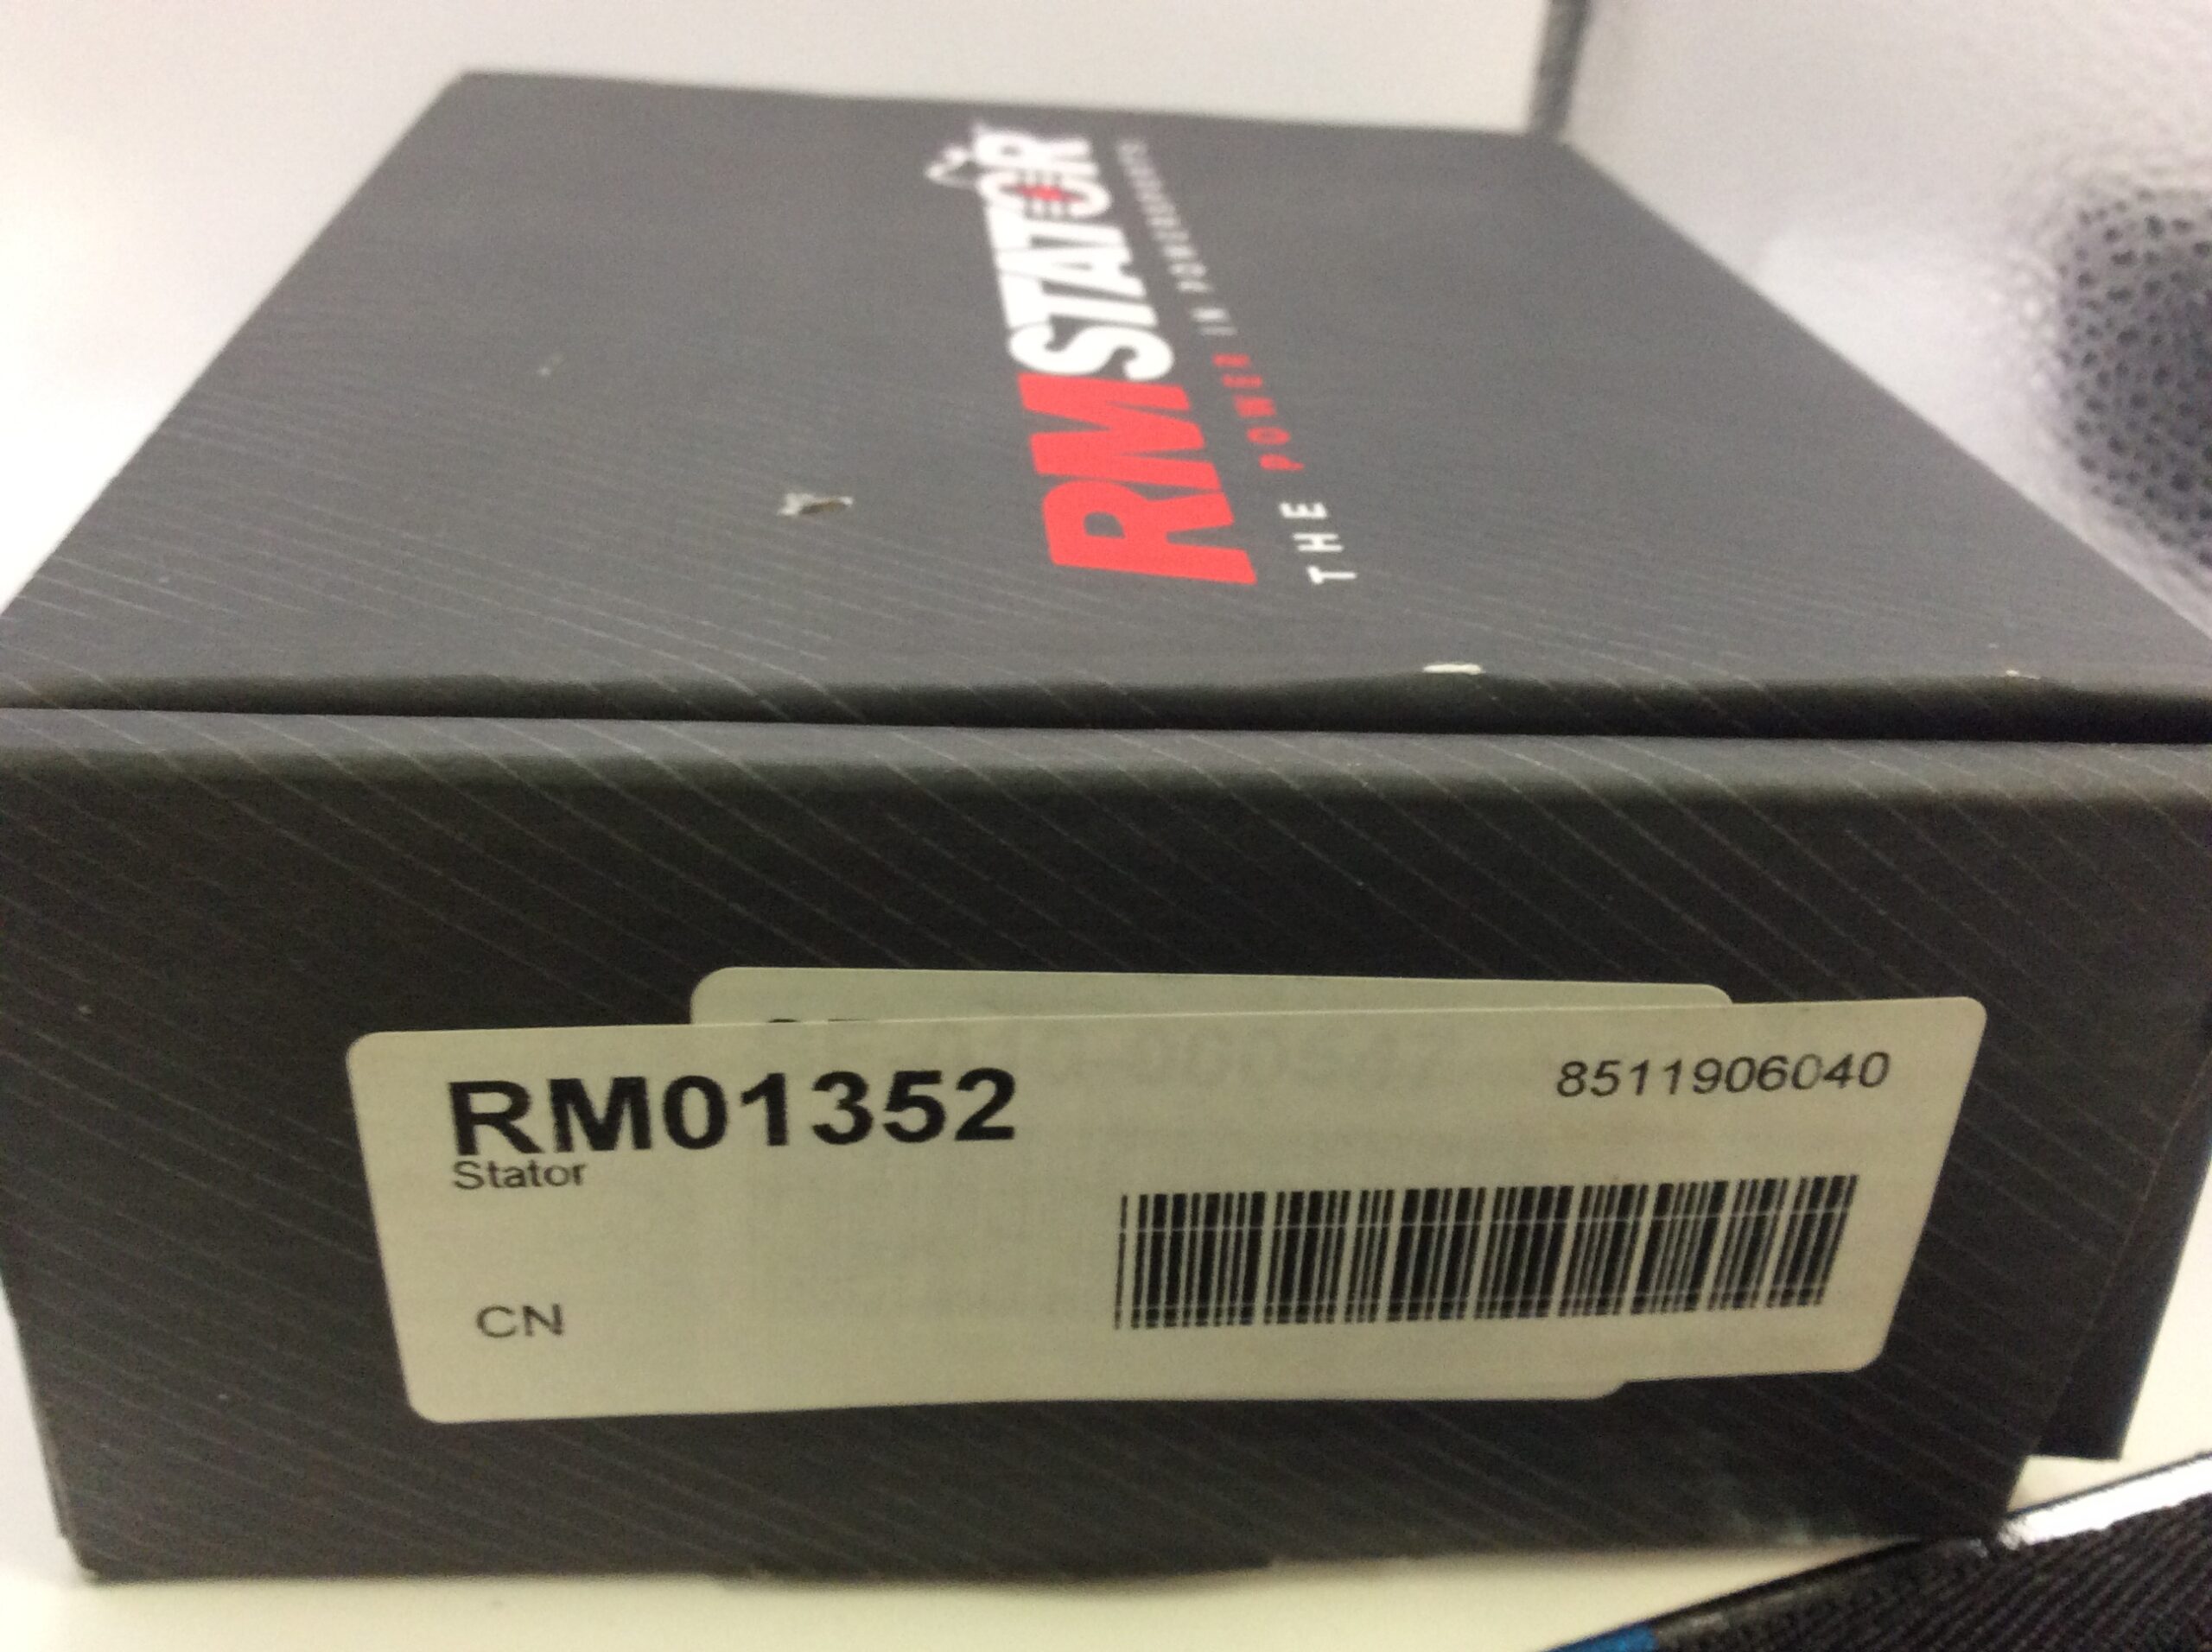 RMSTATOR
THE POWER IN POWERSPORTS
RM01352
8511906040
Stator
CN